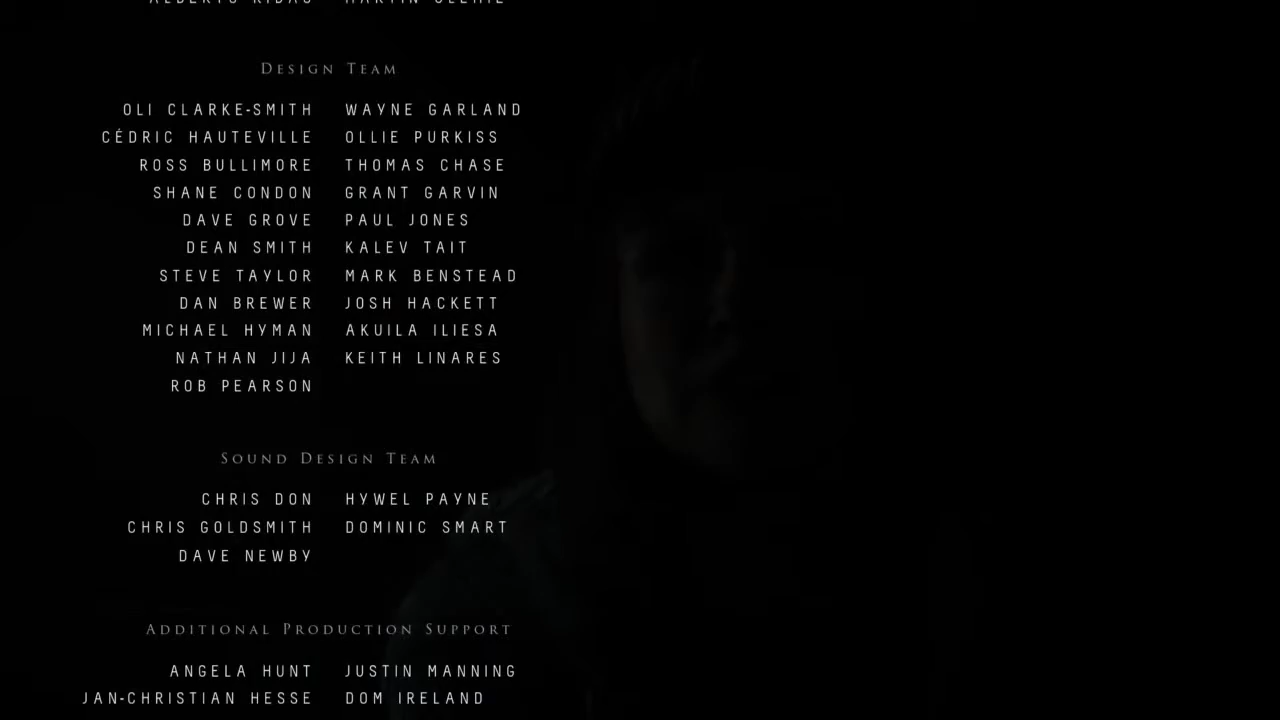 Design Team
OLI CLARKE-SMITH WAYNE GARLAND
CÉDRIC HAUTEVILLE OLLIE PURKISS
ROSS BULLIMORE THOMAS CHASE
SHANE CONDON GRANT GARVIN
DAVE GROVE PAUL JONES
DEAN SMITH KALEV TAIT
STEVE TAYLOR MARK BENSTEAD
DAN BREWER JOSH HACKETT
MICHAEL HYMAN AKUILA ILIESA
NATHAN JIJA KEITH LINARES
ROB PEARSON
Sound Design Team
CHRIS DON HYWEL PAYNE
CHRIS GOLDSMITH DOMINIC SMART
DAVE NEWBY
Additional Production Support
ANGELA HUNT JUSTIN MANNING
JAN-CHRISTIAN HESSE DOM IRELAND